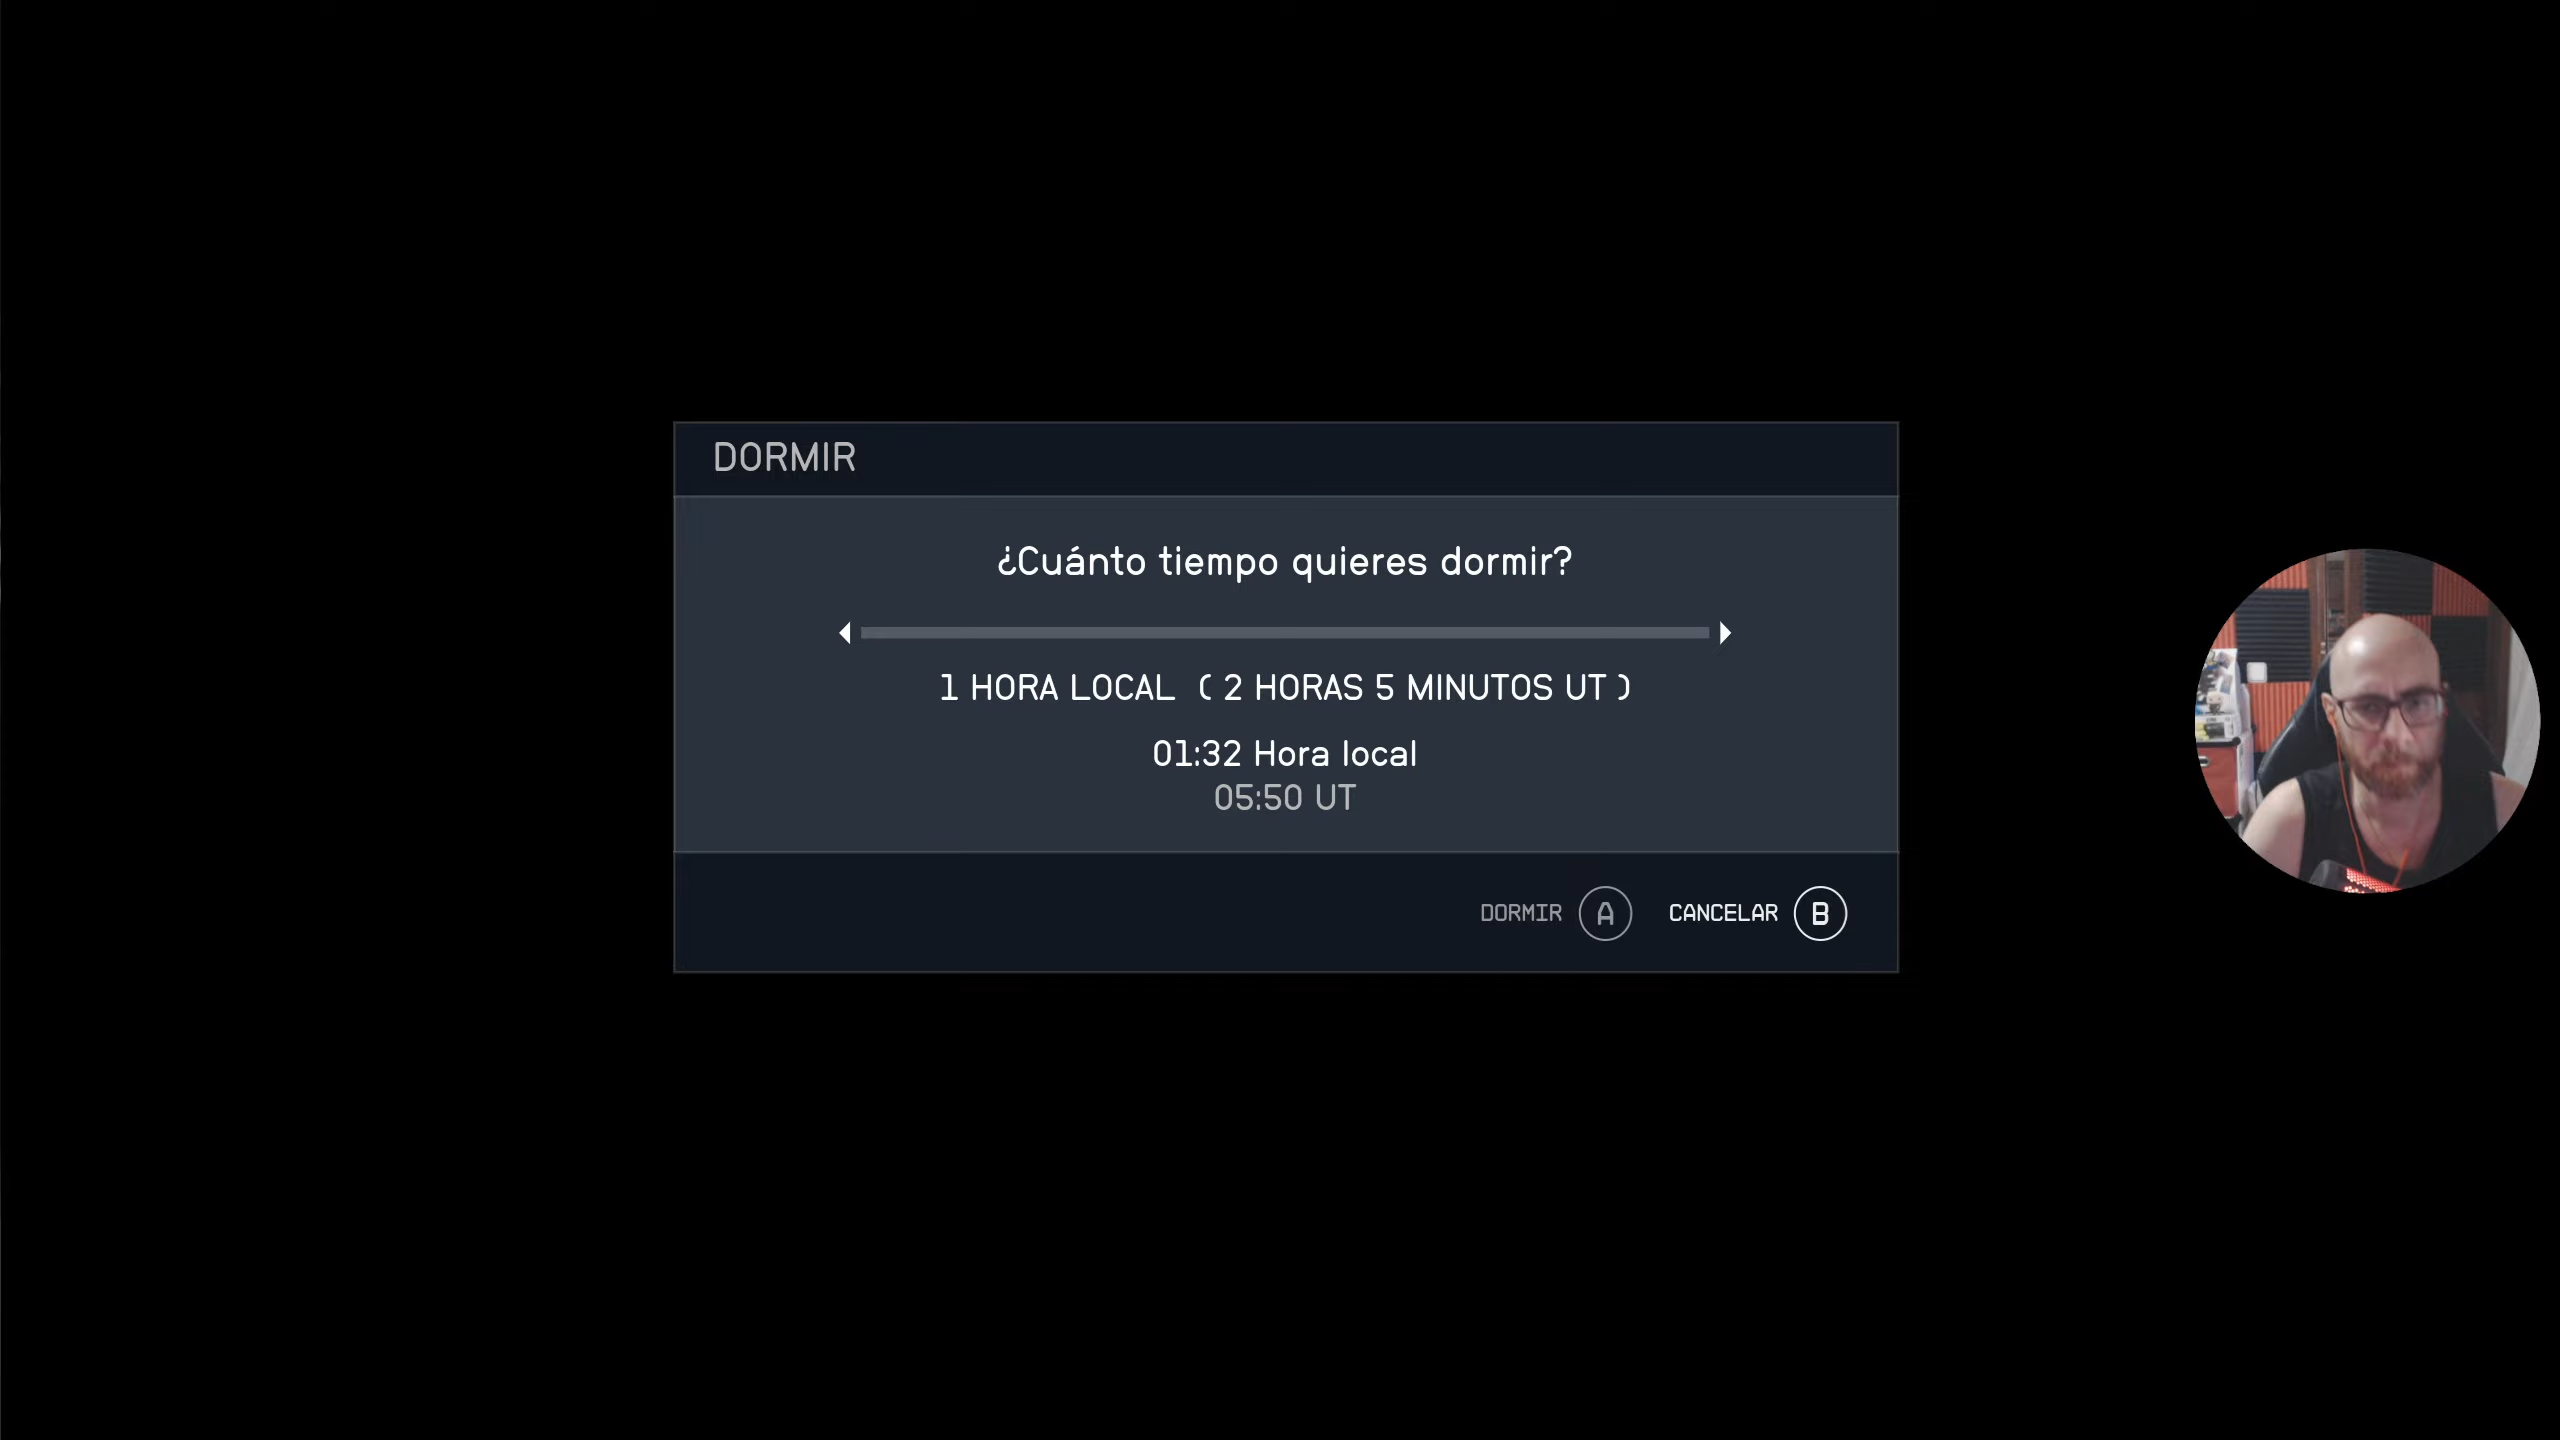 DORMIR
¿Cuánto tiempo quieres dormir?
1 HORA LOCAL ( 2 HORAS 5 MINUTOS UT )
01:32 Hora local
05:50 UT
DORMIR A CANCELAR B